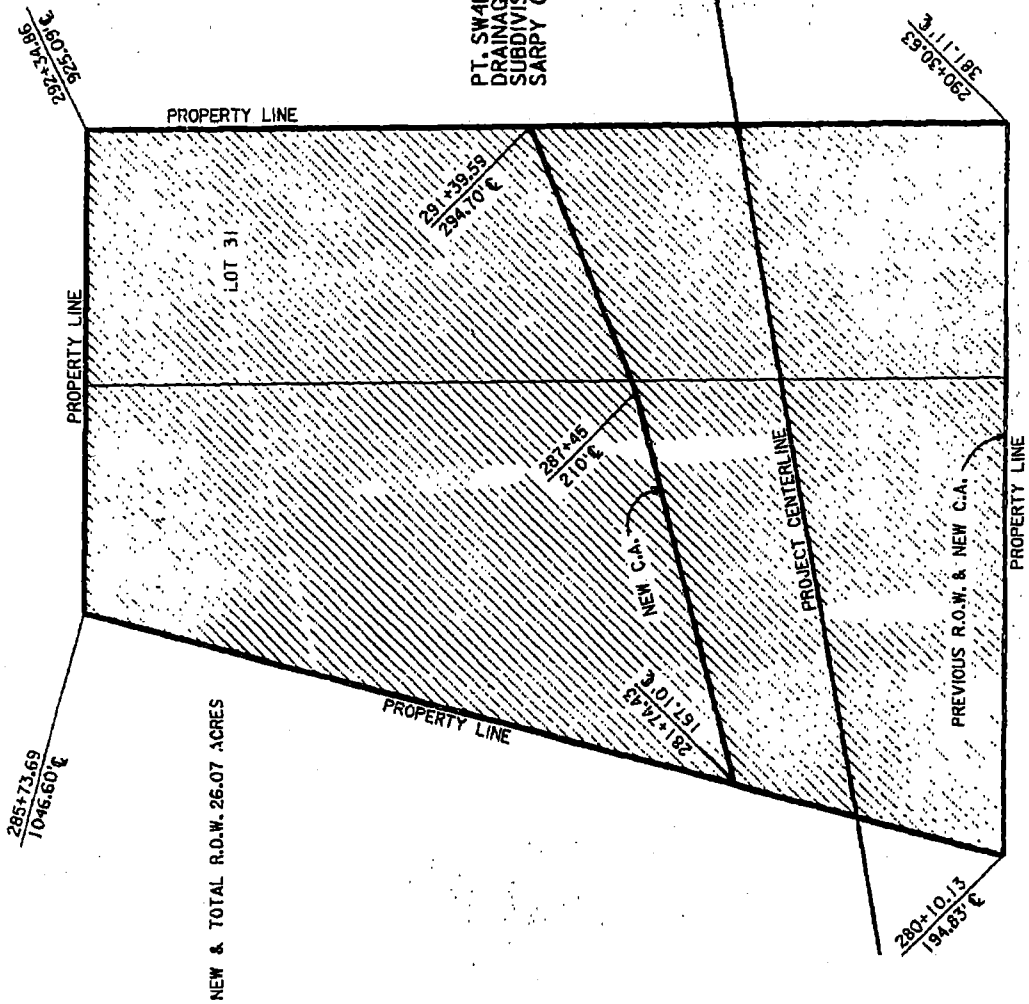 292+34.86
925.09' ℄
PROPERTY LINE
PROPERTY LINE
LOT 31
285+73.69
1046.60' ℄
291+39.59
294.70' ℄
PT. SW4
DRAINAG
SUBDIVIS
SARPY C
290+30.63
381.11' ℄
287+45
210' ℄
NEW C.A.
PROJECT CENTERLINE
PROPERTY LINE
281+74.43
167.10' ℄
NEW & TOTAL R.O.W. 26.07 ACRES
PREVIOUS R.O.W. & NEW C.A.
PROPERTY LINE
280+10.13
194.83' ℄